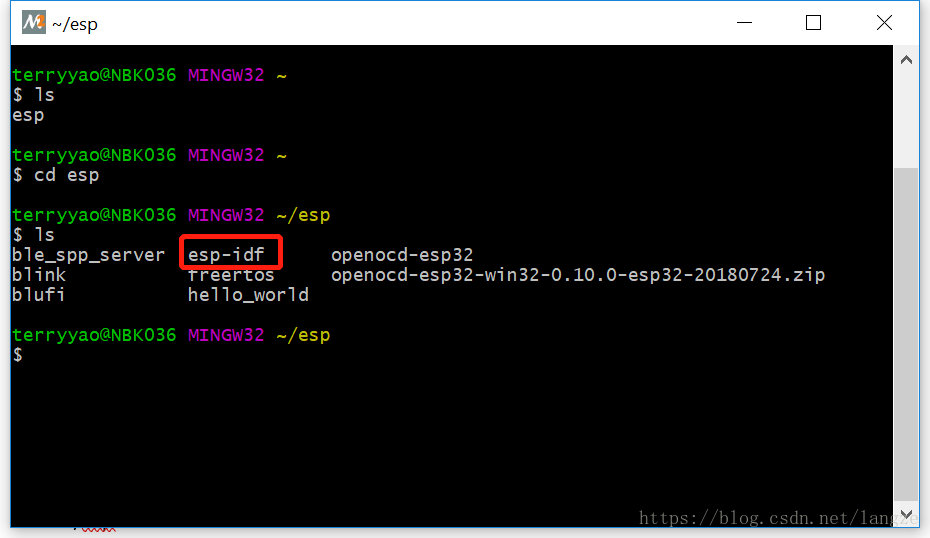 ~/esp
terryyao@NBK036 MINGW32 ~
$ ls
esp
terryyao@NBK036 MINGW32 ~
$ cd esp
terryyao@NBK036 MINGW32 ~/esp
$ ls
ble_spp_server esp-idf openocd-esp32
blink freertos openocd-esp32-win32-0.10.0-esp32-20180724.zip
blufi hello_world
terryyao@NBK036 MINGW32 ~/esp
$
https://blog.csdn.net/langze